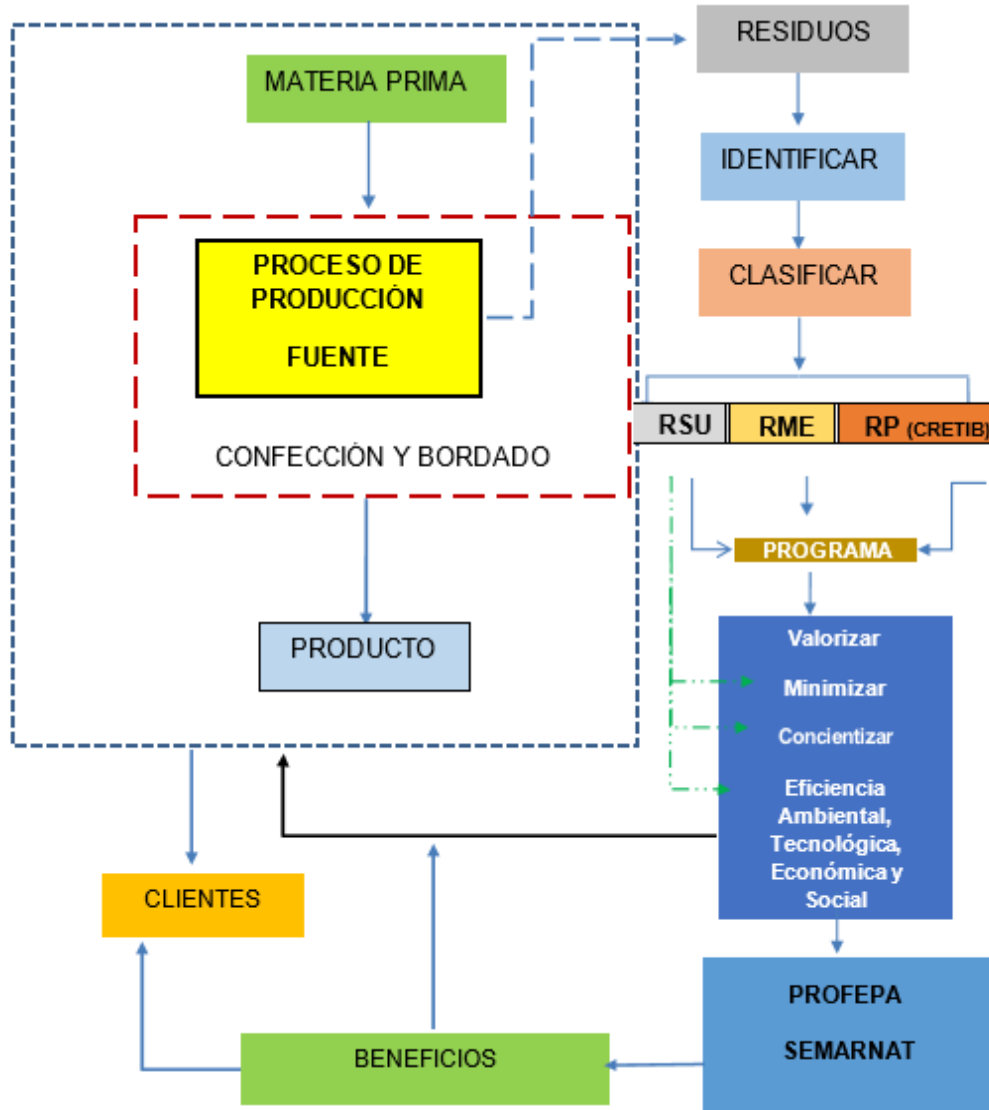 RESIDUOS
MATERIA PRIMA
IDENTIFICAR
PROCESO DE
PRODUCCIÓN
FUENTE
CLASIFICAR
RSU
RME
RP (CRETIB)
CONFECCIÓN Y BORDADO
PROGRAMA
PRODUCTO
Valorizar
Minimizar
Concientizar
Eficiencia
Ambiental,
Tecnológica,
Económica y
Social
CLIENTES
PROFEPA
SEMARNAT
BENEFICIOS